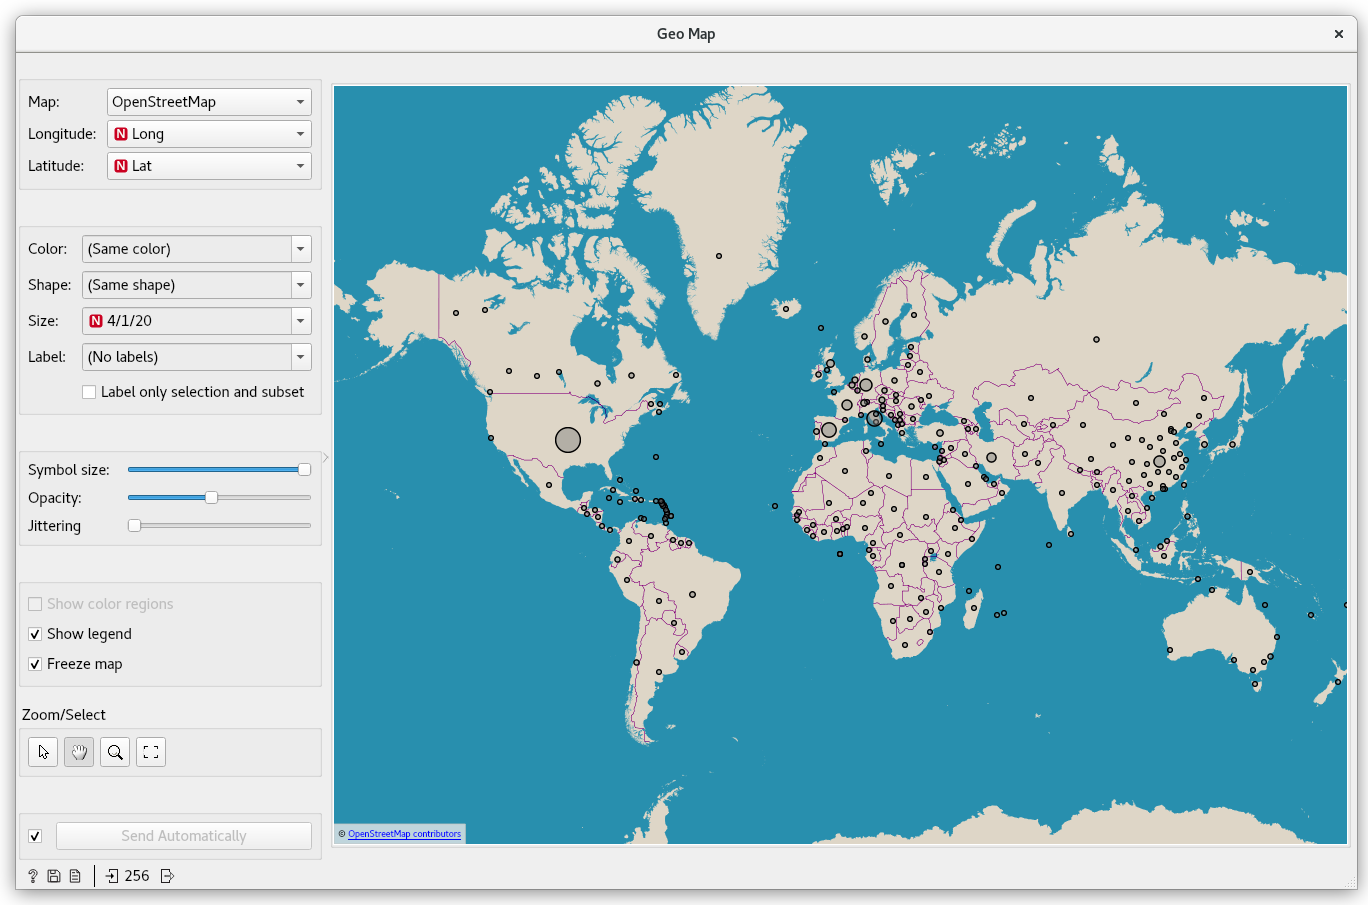 Geo Map
Map: OpenStreetMap
Longitude: N Long
Latitude: N Lat
Color: (Same color)
Shape: (Same shape)
Size: N 4/1/20
Label: (No labels)
Label only selection and subset
Symbol size:
Opacity:
Jittering
Show color regions
Show legend
Freeze map
Zoom/Select
Send Automatically
? 256
© OpenStreetMap contributors